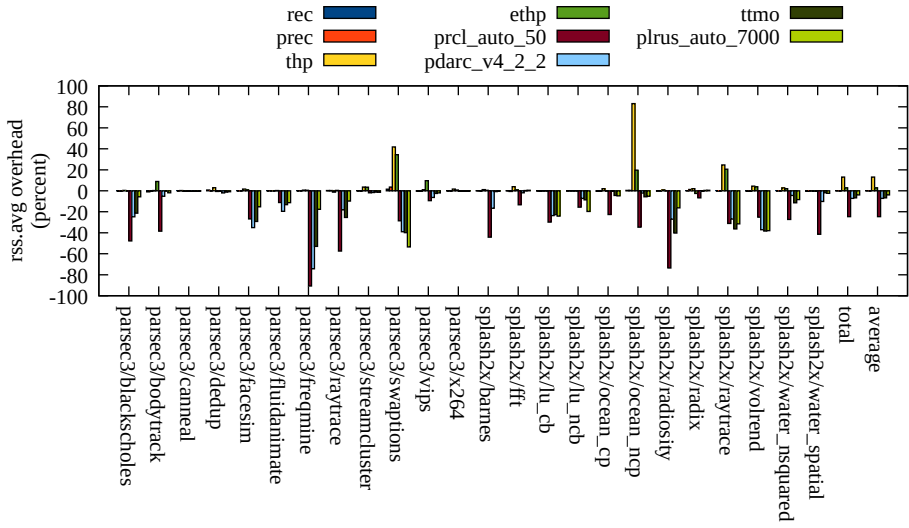 rec
prec
thp
ethp
prcl_auto_50
pdarc_v4_2_2
ttmo
plrus_auto_7000
rss.avg overhead
(percent)
100
80
60
40
20
0
-20
-40
-60
-80
-100
parsec3/blackscholes
parsec3/bodytrack
parsec3/canneal
parsec3/dedup
parsec3/facesim
parsec3/fluidanimate
parsec3/freqmine
parsec3/raytrace
parsec3/streamcluster
parsec3/swaptions
parsec3/vips
parsec3/x264
splash2x/barnes
splash2x/fft
splash2x/lu_cb
splash2x/lu_ncb
splash2x/ocean_cp
splash2x/ocean_ncp
splash2x/radiosity
splash2x/radix
splash2x/raytrace
splash2x/volrend
splash2x/water_nsquared
splash2x/water_spatial
total
average